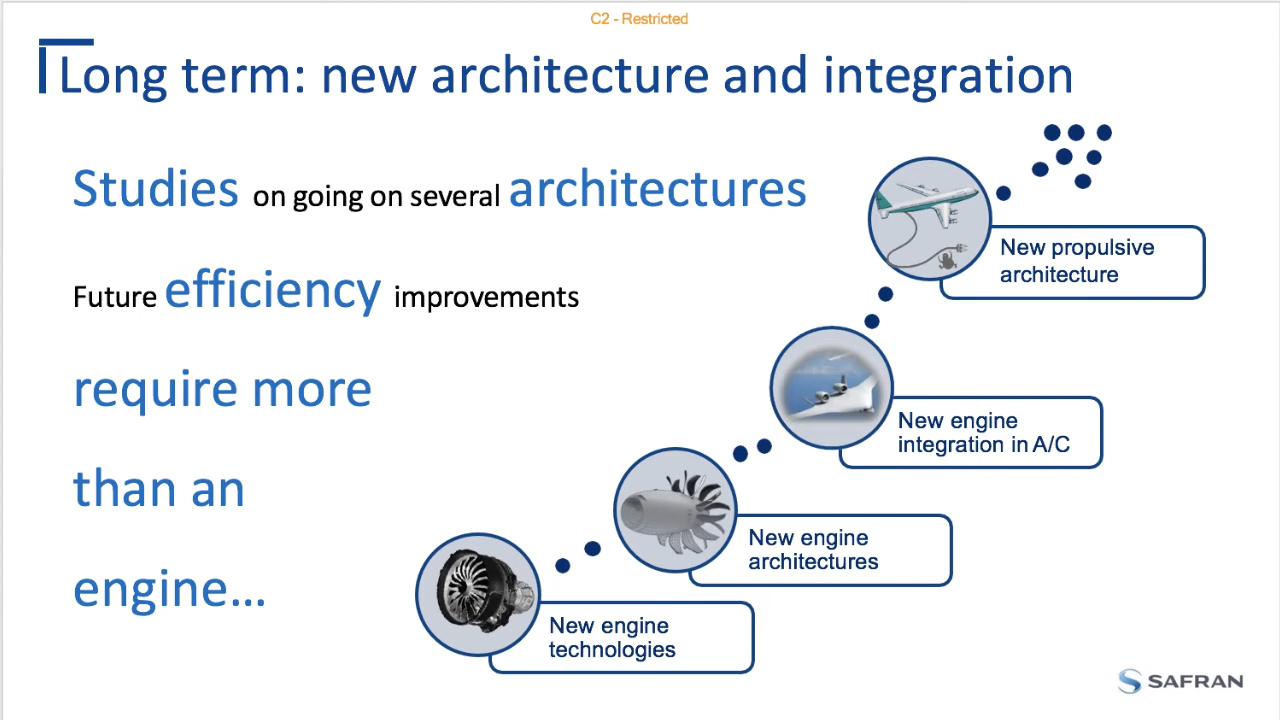 C2 - Restricted
Long term: new architecture and integration
Studies on going on several architectures
Future efficiency improvements
require more
than an
engine…
New propulsive
architecture
New engine
integration in A/C
New engine
architectures
New engine
technologies
SAFRAN